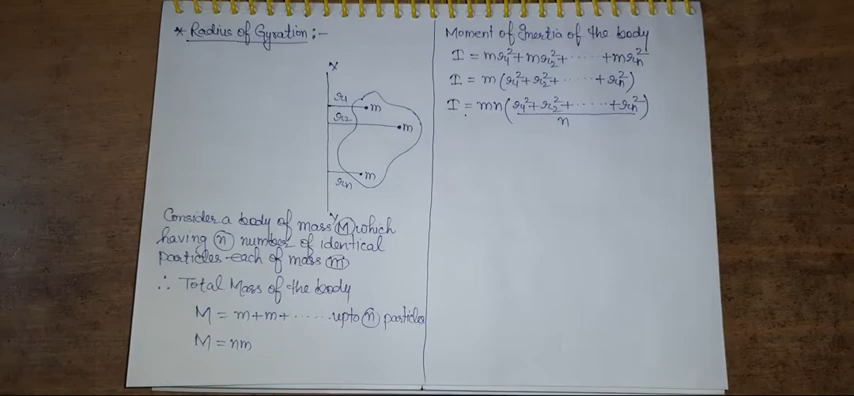 * Radius of Gyration :-
X
r1
m
r2
m
rn
m
Y
Consider a body of mass M which
having n number of identical
particles each of mass m
∴ Total Mass of the body
M = m+m+ ...... upto n particles
M = nm
Moment of Inertia of the body
I = mr1² + mr2² + ...... + mrn²
I = m (r1² + r2² + ...... + rn²)
I = mn (r1² + r2² + ...... + rn²)
n